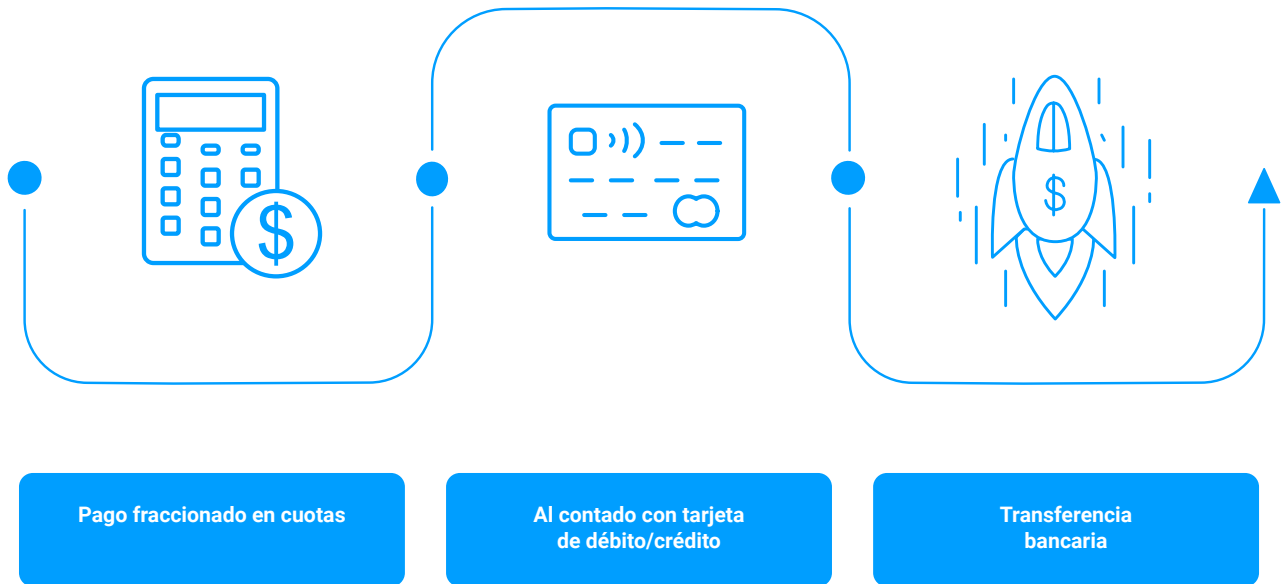 $
$
Pago fraccionado en cuotas
Al contado con tarjeta
de débito/crédito
Transferencia
bancaria